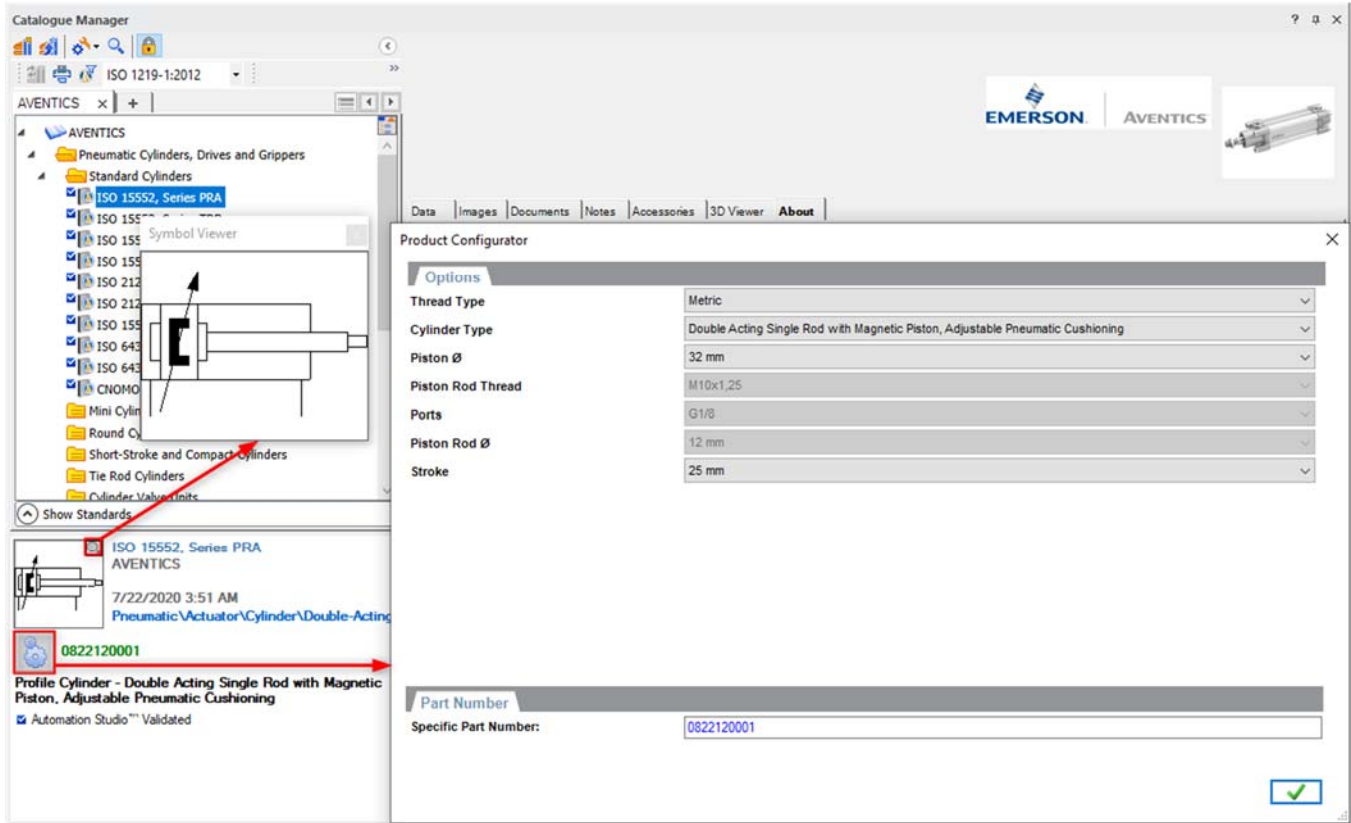 Catalogue Manager
?
ISO 1219-1:2012
AVENTICS
AVENTICS
Pneumatic Cylinders, Drives and Grippers
Standard Cylinders
ISO 15552, Series PRA
ISO 155
ISO 155
ISO 155
ISO 212
ISO 212
ISO 155
ISO 643
ISO 643
CNOMO
Mini Cylin
Round Cy
Short-Stroke and Compact Cylinders
Tie Rod Cylinders
Cylinder Valve Units
Show Standards
Symbol Viewer
ISO 15552, Series PRA
AVENTICS
7/22/2020 3:51 AM
Pneumatic\Actuator\Cylinder\Double-Acting
0822120001
Profile Cylinder - Double Acting Single Rod with Magnetic
Piston, Adjustable Pneumatic Cushioning
Automation Studio™ Validated
EMERSON. AVENTICS
Data Images Documents Notes Accessories 3D Viewer About
Product Configurator
Options
Thread Type Metric
Cylinder Type Double Acting Single Rod with Magnetic Piston, Adjustable Pneumatic Cushioning
Piston Ø 32 mm
Piston Rod Thread M10x1,25
Ports G1/8
Piston Rod Ø 12 mm
Stroke 25 mm
Part Number
Specific Part Number: 0822120001